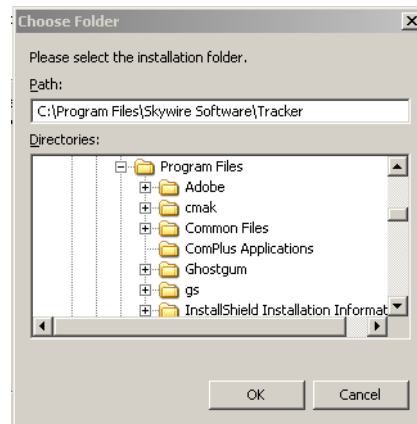 Choose Folder
Please select the installation folder.
Path:
C:\Program Files\Skywire Software\Tracker
Directories:
Program Files
Adobe
cmak
Common Files
ComPlus Applications
Ghostgum
gs
InstallShield Installation Informat
OK Cancel